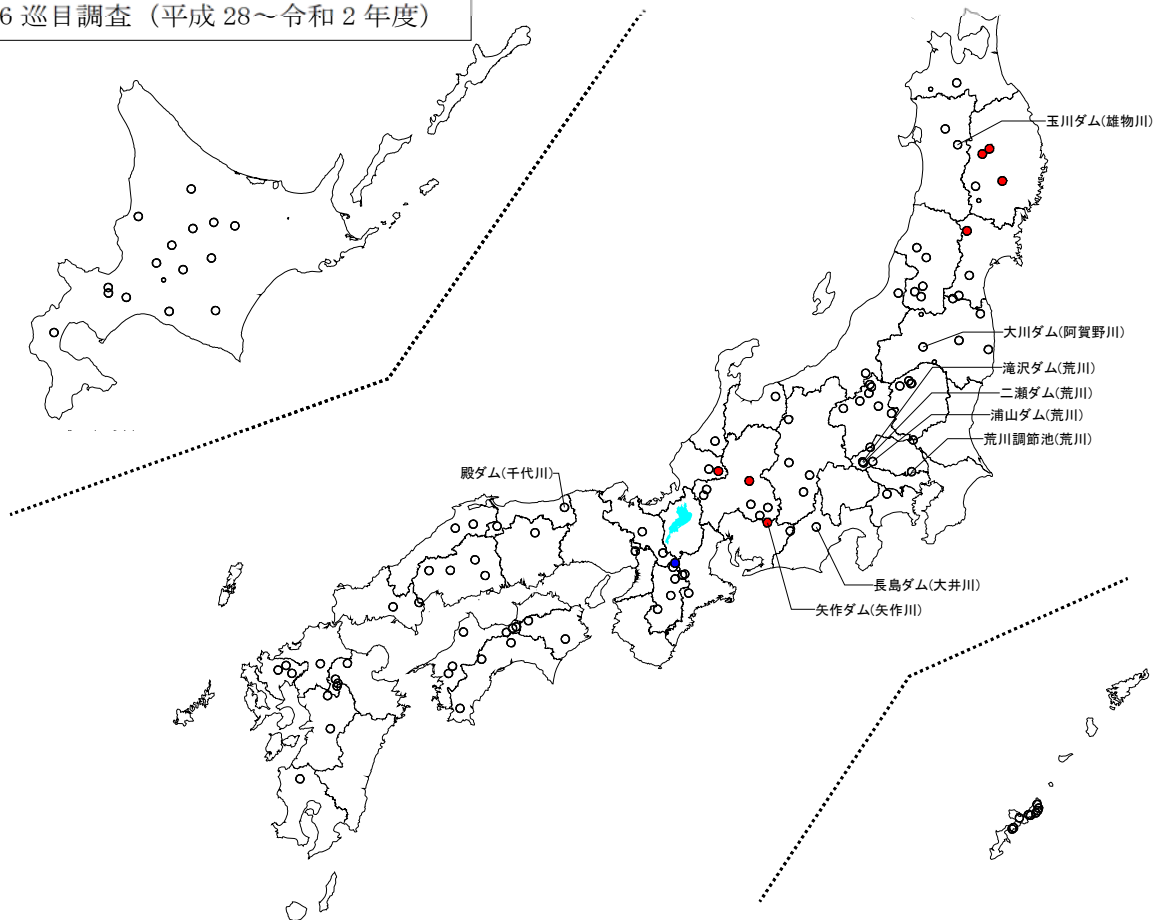 6 巡目調査（平成 28～令和 2 年度）
玉川ダム(雄物川)
大川ダム(阿賀野川)
滝沢ダム(荒川)
二瀬ダム(荒川)
浦山ダム(荒川)
荒川調節池(荒川)
殿ダム(千代川)
長島ダム(大井川)
矢作ダム(矢作川)